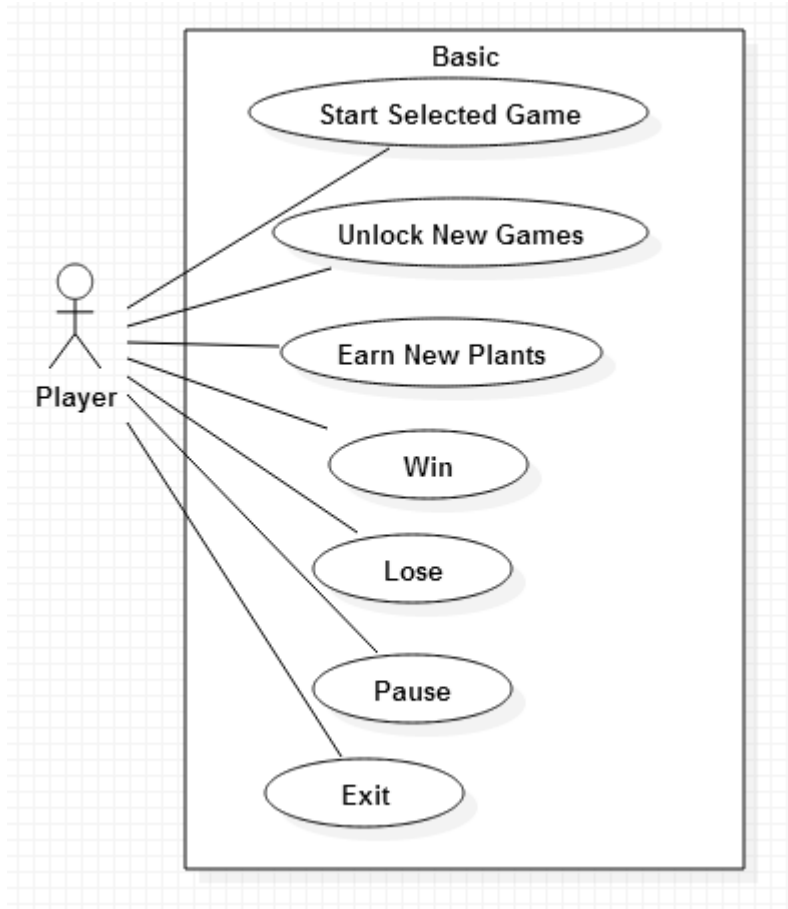 Basic
Start Selected Game
Unlock New Games
Earn New Plants
Player
Win
Lose
Pause
Exit